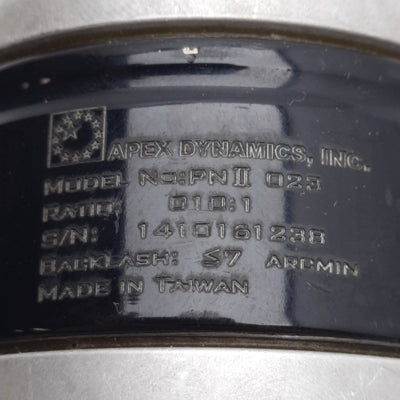 APEX DYNAMICS, INC.
MODEL NO:PNII 023
RATIO: 010:1
S/N: 1410161238
BACKLASH: ≤7 ARCMIN
MADE IN TAIWAN